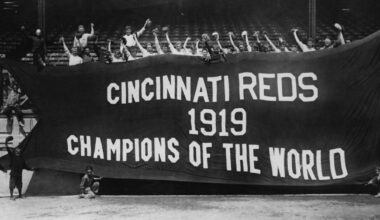 CINCINNATI REDS
1919
CHAMPIONS OF THE WORLD